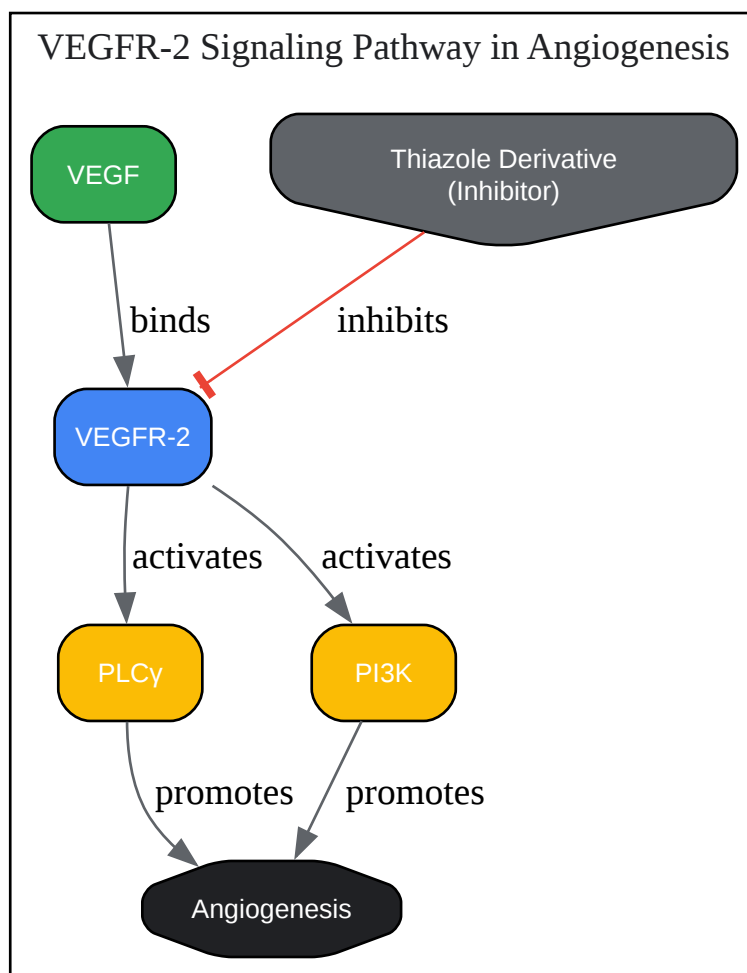 VEGFR-2 Signaling Pathway in Angiogenesis
VEGF
Thiazole Derivative
(Inhibitor)
binds
inhibits
VEGFR-2
activates
activates
PLCγ
PI3K
promotes
promotes
Angiogenesis